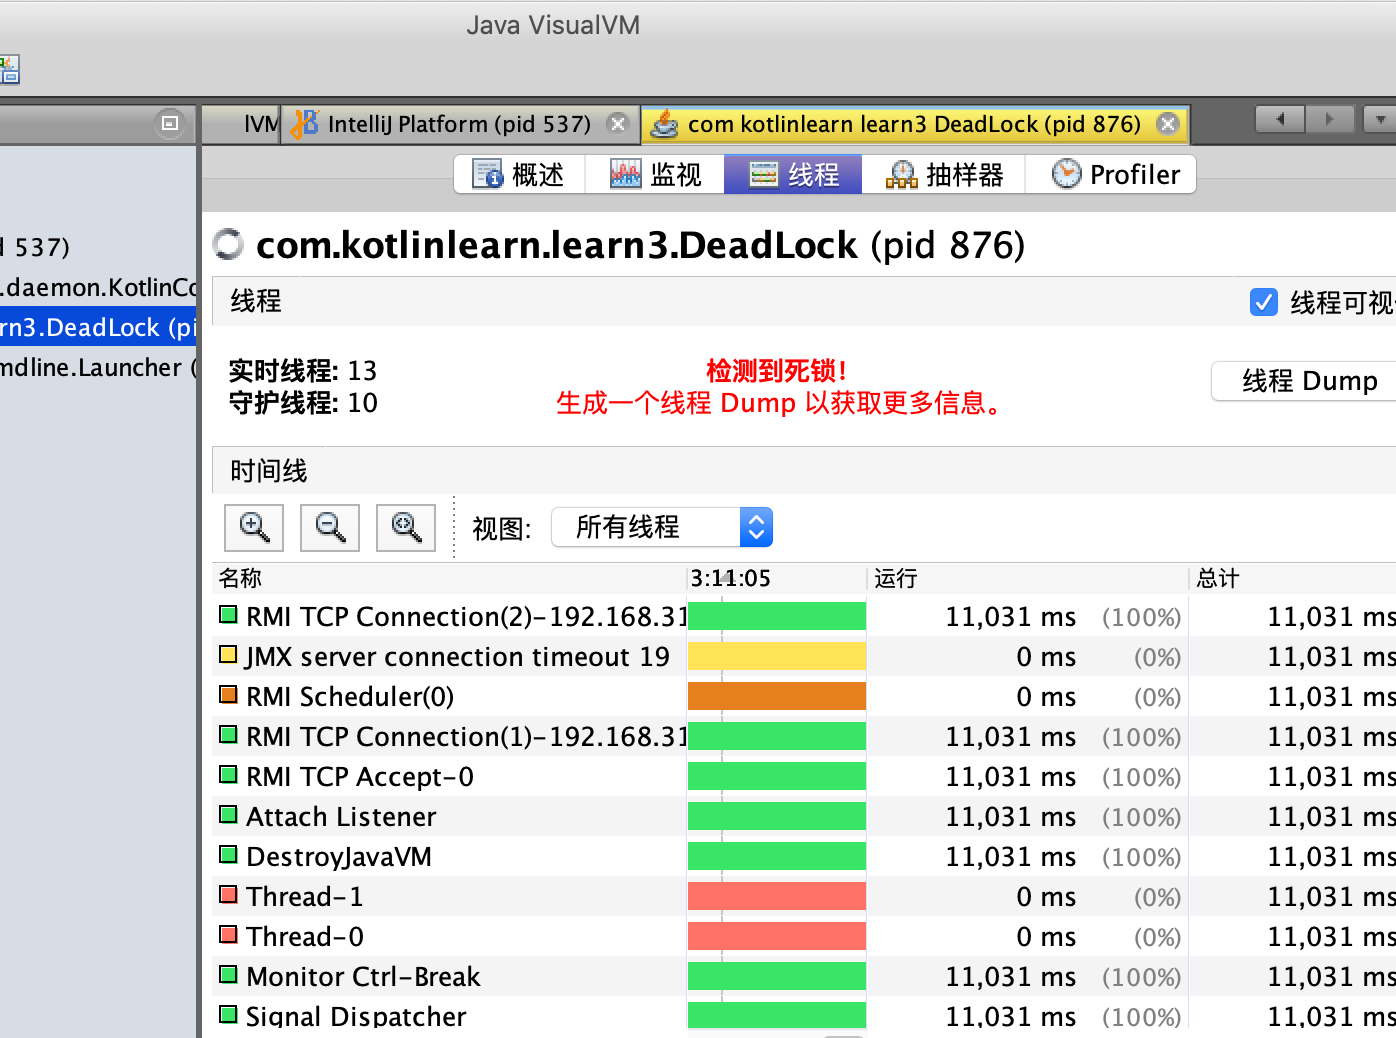 Java VisualVM
IntelliJ Platform (pid 537)
com kotlinlearn learn3 DeadLock (pid 876)
概述
监视
线程
抽样器
Profiler
537)
.daemon.KotlinCo
rn3.DeadLock (pi
mdline.Launcher (
com.kotlinlearn.learn3.DeadLock (pid 876)
线程
线程可视
实时线程: 13
守护线程: 10
检测到死锁!
生成一个线程 Dump 以获取更多信息。
线程 Dump
时间线
视图:
所有线程
名称 3:11:05 运行 总计
RMI TCP Connection(2)-192.168.31 11,031 ms (100%) 11,031 ms
JMX server connection timeout 19 0 ms (0%) 11,031 ms
RMI Scheduler(0) 0 ms (0%) 11,031 ms
RMI TCP Connection(1)-192.168.31 11,031 ms (100%) 11,031 ms
RMI TCP Accept-0 11,031 ms (100%) 11,031 ms
Attach Listener 11,031 ms (100%) 11,031 ms
DestroyJavaVM 11,031 ms (100%) 11,031 ms
Thread-1 0 ms (0%) 11,031 ms
Thread-0 0 ms (0%) 11,031 ms
Monitor Ctrl-Break 11,031 ms (100%) 11,031 ms
Signal Dispatcher 11,031 ms (100%) 11,031 ms